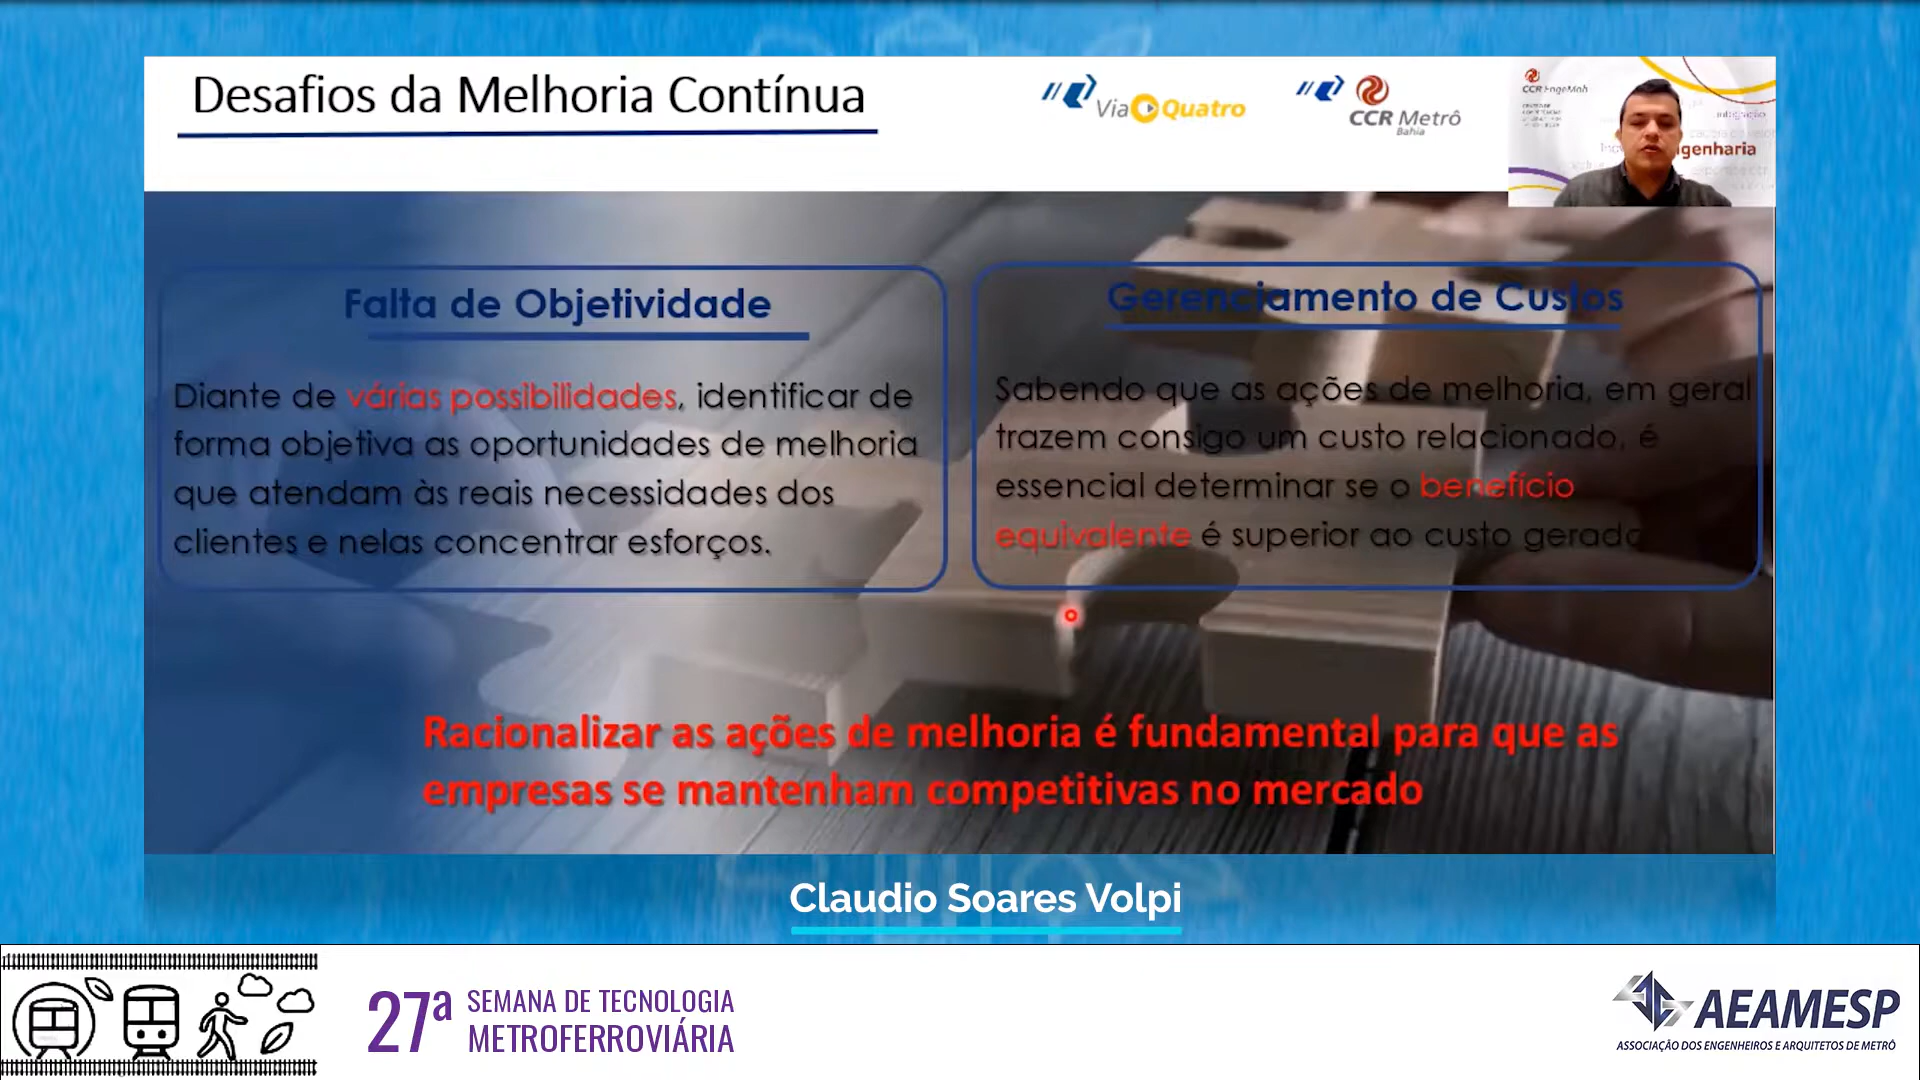 Desafios da Melhoria Contínua
ViaQuatro
CCR Metrô
Bahia
CCR EngeMob
integração
genharia
Falta de Objetividade
Diante de várias possibilidades, identificar de
forma objetiva as oportunidades de melhoria
que atendam às reais necessidades dos
clientes e nelas concentrar esforços.
Gerenciamento de Custos
Sabendo que as ações de melhoria, em geral
trazem consigo um custo relacionado, é
essencial determinar se o benefício
equivalente é superior ao custo gerado
Racionalizar as ações de melhoria é fundamental para que as
empresas se mantenham competitivas no mercado
Claudio Soares Volpi
27ª SEMANA DE TECNOLOGIA
METROFERROVIÁRIA
AEAMESP
ASSOCIAÇÃO DOS ENGENHEIROS E ARQUITETOS DE METRÔ